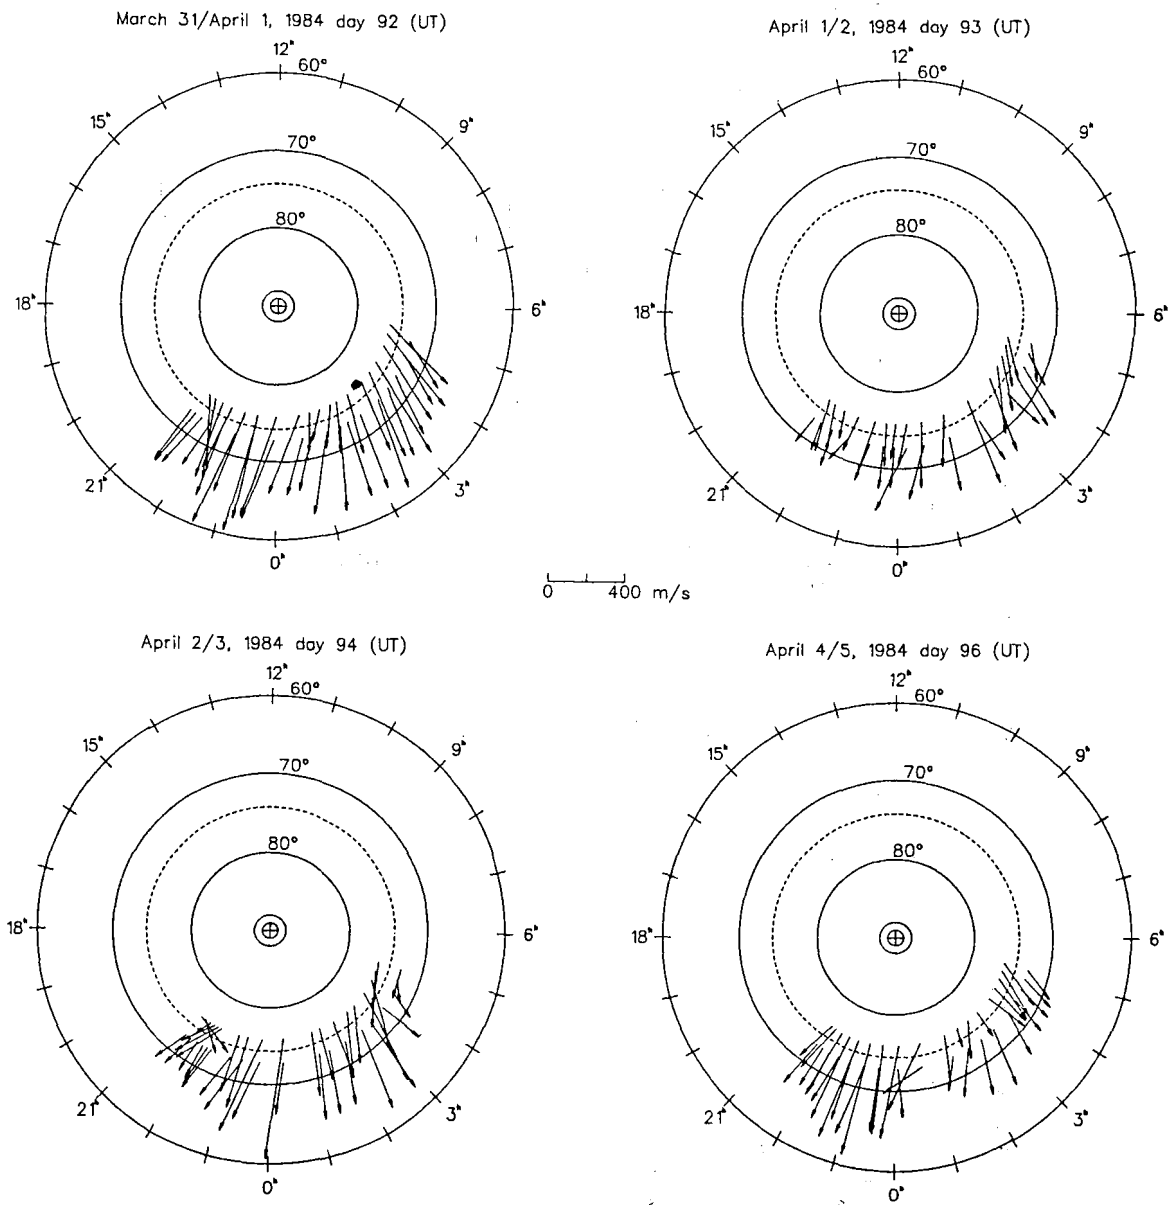 March 31/April 1, 1984 day 92 (UT)
12ʰ
60°
15ʰ
9ʰ
70°
80°
18ʰ
6ʰ
21ʰ
3ʰ
0ʰ
April 1/2, 1984 day 93 (UT)
12ʰ
60°
15ʰ
9ʰ
70°
80°
18ʰ
6ʰ
21ʰ
3ʰ
0ʰ
0 400 m/s
April 2/3, 1984 day 94 (UT)
12ʰ
60°
15ʰ
9ʰ
70°
80°
18ʰ
6ʰ
21ʰ
3ʰ
0ʰ
April 4/5, 1984 day 96 (UT)
12ʰ
60°
15ʰ
9ʰ
70°
80°
18ʰ
6ʰ
21ʰ
3ʰ
0ʰ